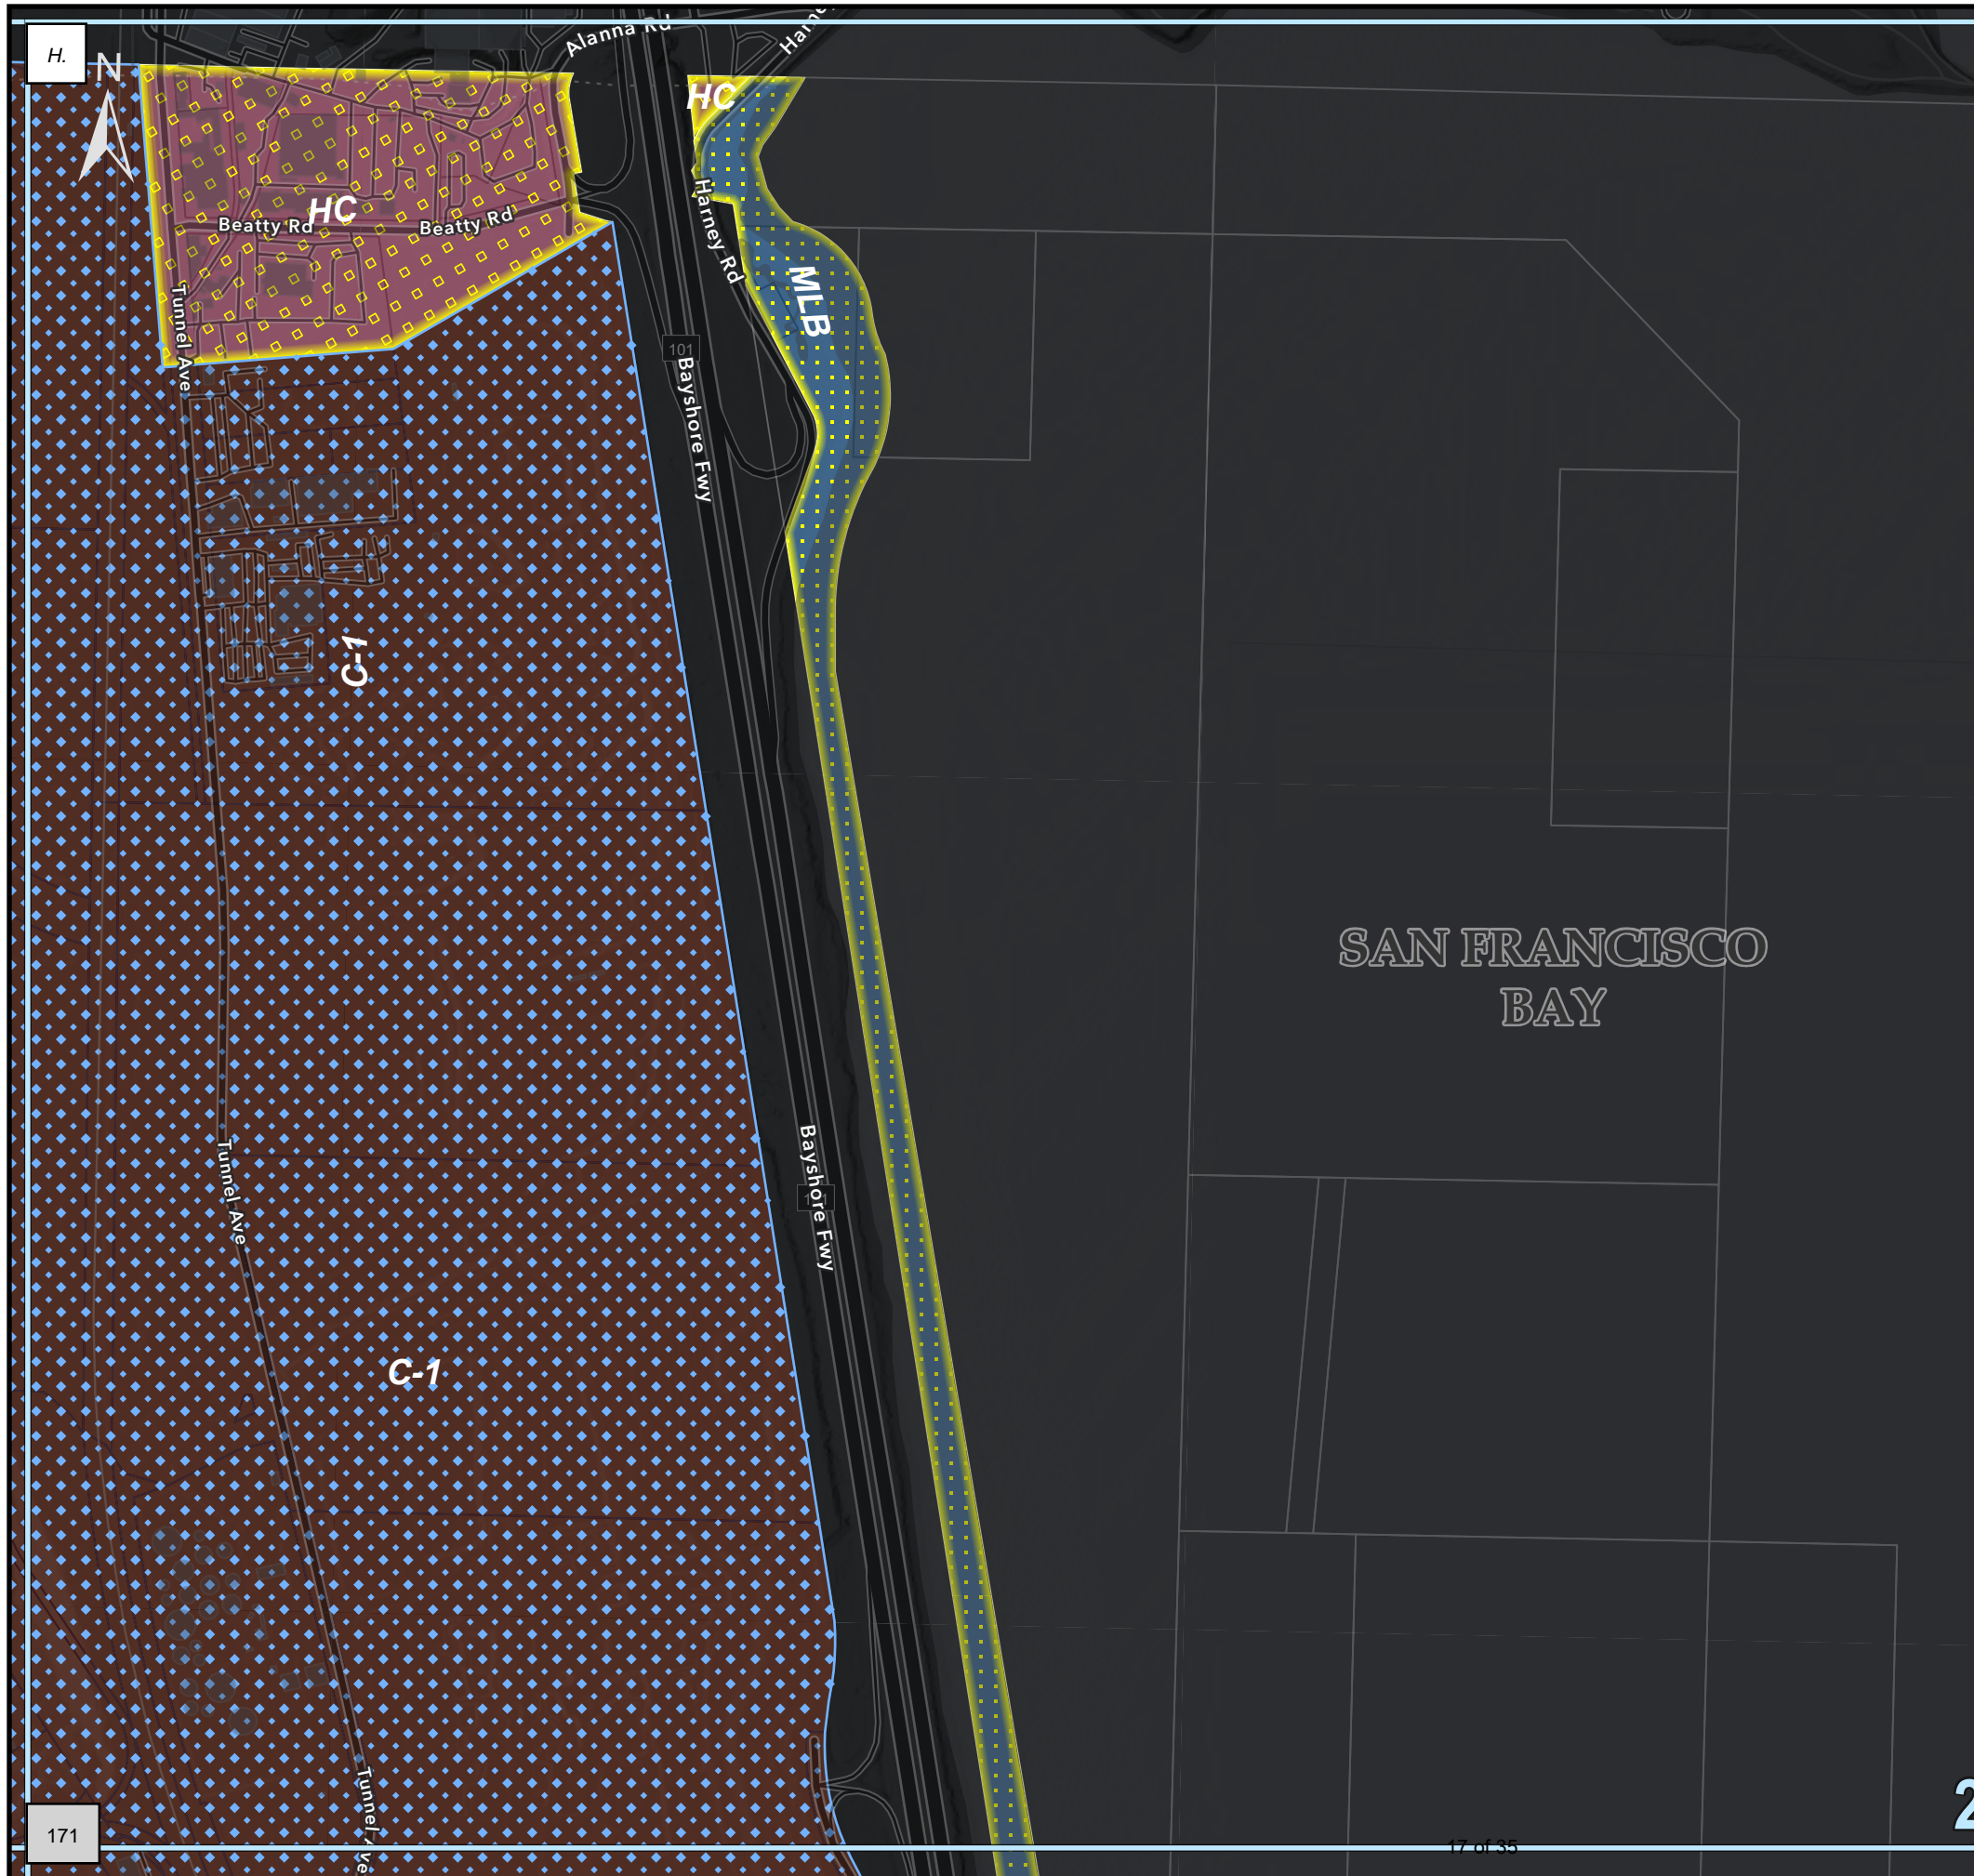 H.
N
Alanna Rd
HC
HC
Beatty Rd
Beatty Rd
Harney Rd
MLB
Tunnel Ave
101
Bayshore Fwy
C-1
SAN FRANCISCO
BAY
Tunnel Ave
Bayshore Fwy
C-1
Tunnel Ave
171
17 of 35
2